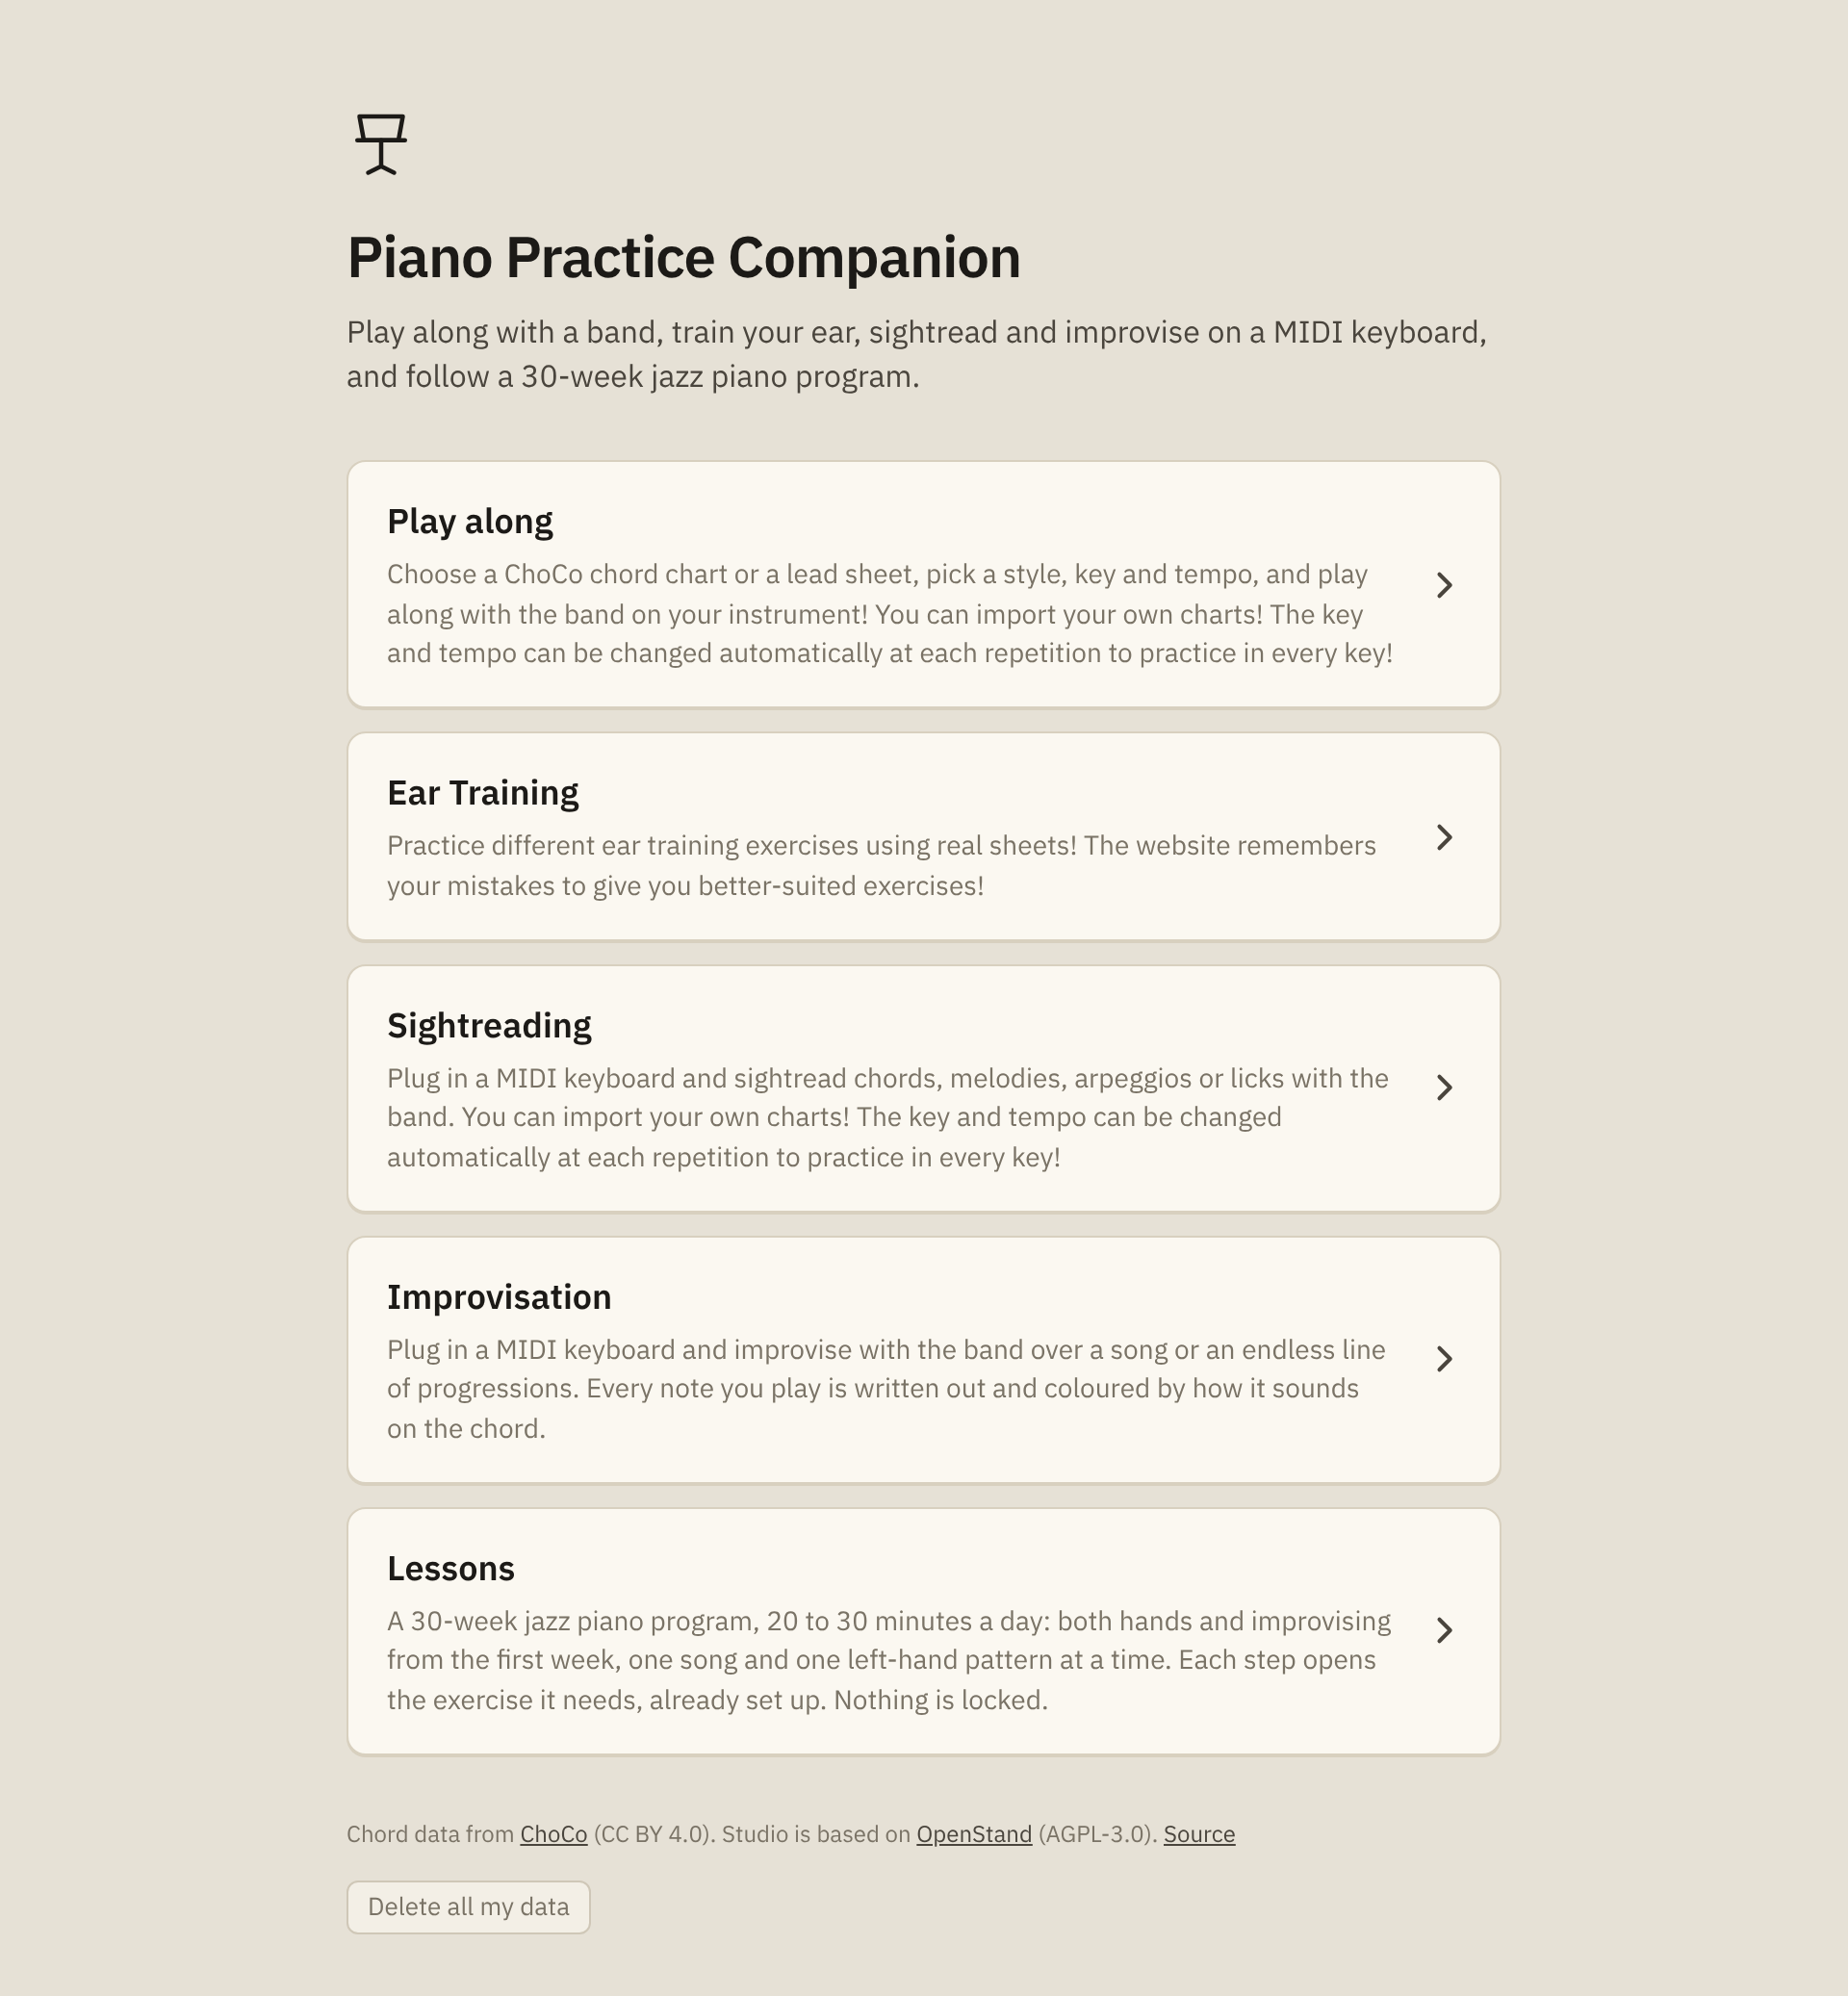 Piano Practice Companion
Play along with a band, train your ear, sightread and improvise on a MIDI keyboard,
and follow a 30-week jazz piano program.
Play along
Choose a ChoCo chord chart or a lead sheet, pick a style, key and tempo, and play
along with the band on your instrument! You can import your own charts! The key
and tempo can be changed automatically at each repetition to practice in every key!
Ear Training
Practice different ear training exercises using real sheets! The website remembers
your mistakes to give you better-suited exercises!
Sightreading
Plug in a MIDI keyboard and sightread chords, melodies, arpeggios or licks with the
band. You can import your own charts! The key and tempo can be changed
automatically at each repetition to practice in every key!
Improvisation
Plug in a MIDI keyboard and improvise with the band over a song or an endless line
of progressions. Every note you play is written out and coloured by how it sounds
on the chord.
Lessons
A 30-week jazz piano program, 20 to 30 minutes a day: both hands and improvising
from the first week, one song and one left-hand pattern at a time. Each step opens
the exercise it needs, already set up. Nothing is locked.
Chord data from ChoCo (CC BY 4.0). Studio is based on OpenStand (AGPL-3.0). Source
Delete all my data